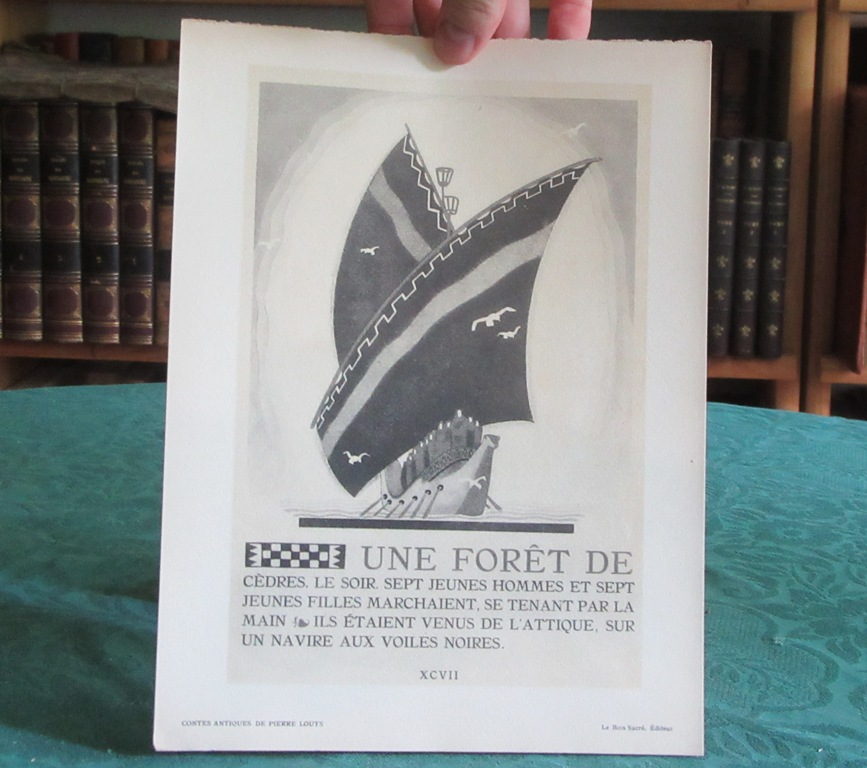 UNE FORÊT DE
CÈDRES. LE SOIR. SEPT JEUNES HOMMES ET SEPT
JEUNES FILLES MARCHAIENT, SE TENANT PAR LA
MAIN ILS ÉTAIENT VENUS DE L'ATTIQUE, SUR
UN NAVIRE AUX VOILES NOIRES.
XCVII
CONTES ANTIQUES DE PIERRE LOUYS
Le Bois Sacré, Éditeur